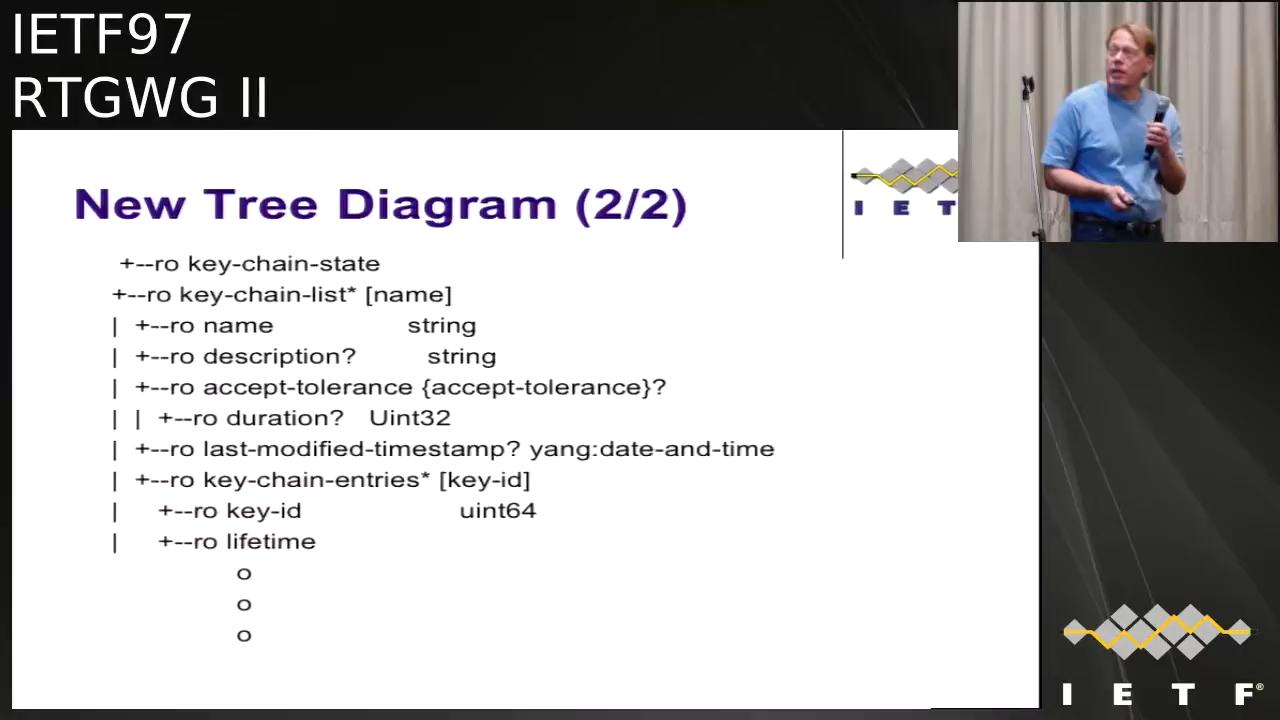 IETF97
RTGWG II
New Tree Diagram (2/2)
I E T
+--ro key-chain-state
+--ro key-chain-list* [name]
| +--ro name string
| +--ro description? string
| +--ro accept-tolerance {accept-tolerance}?
| | +--ro duration? Uint32
| +--ro last-modified-timestamp? yang:date-and-time
| +--ro key-chain-entries* [key-id]
| +--ro key-id uint64
| +--ro lifetime
o
o
o
I E T F®